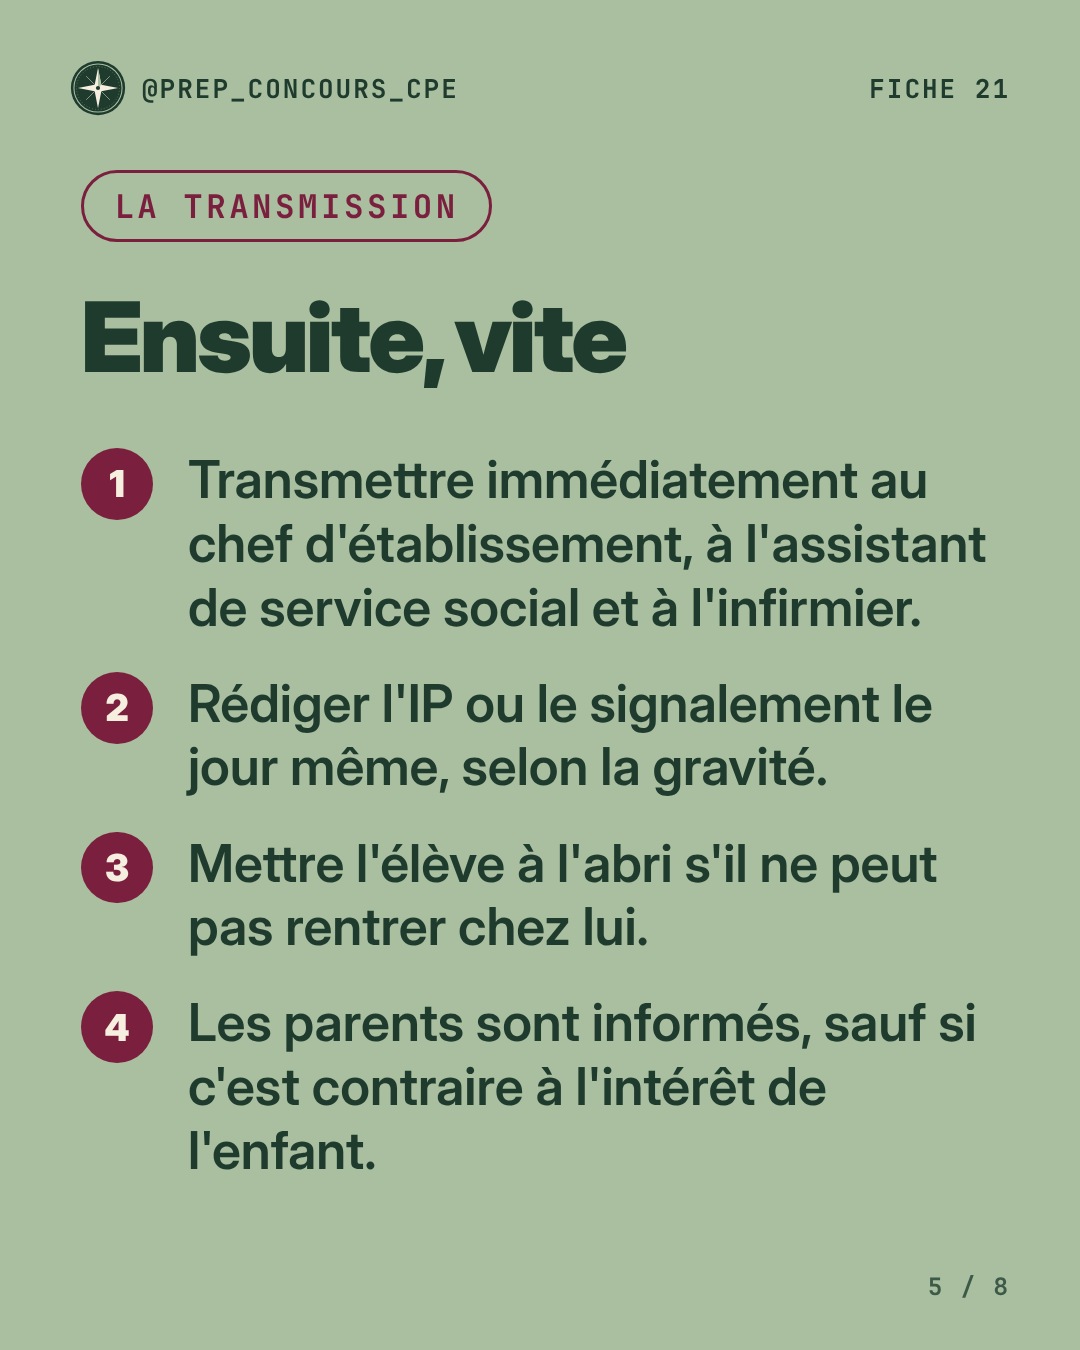 @PREP_CONCOURS_CPE
FICHE 21
LA TRANSMISSION
Ensuite, vite
1 Transmettre immédiatement au
chef d'établissement, à l'assistant
de service social et à l'infirmier.
2 Rédiger l'IP ou le signalement le
jour même, selon la gravité.
3 Mettre l'élève à l'abri s'il ne peut
pas rentrer chez lui.
4 Les parents sont informés, sauf si
c'est contraire à l'intérêt de
l'enfant.
5 / 8